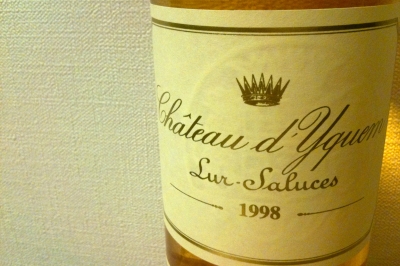 Château d'Yquem
Lur-Saluces
1998